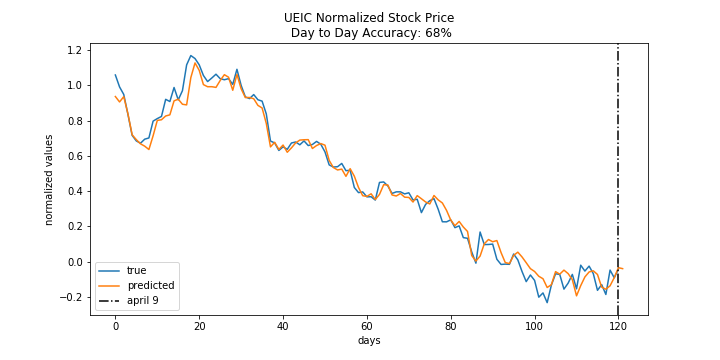 UEIC Normalized Stock Price
Day to Day Accuracy: 68%
normalized values
1.2
1.0
0.8
0.6
0.4
0.2
0.0
−0.2
true
predicted
april 9
0 20 40 60 80 100 120
days